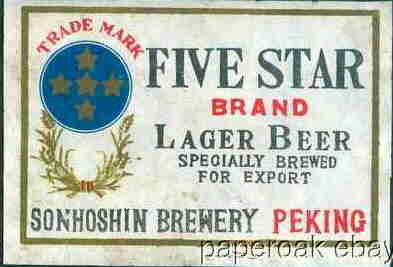 TRADE MARK
FIVE STAR
BRAND
LAGER BEER
SPECIALLY BREWED
FOR EXPORT
SONHOSHIN BREWERY PEKING
paperoak ebay